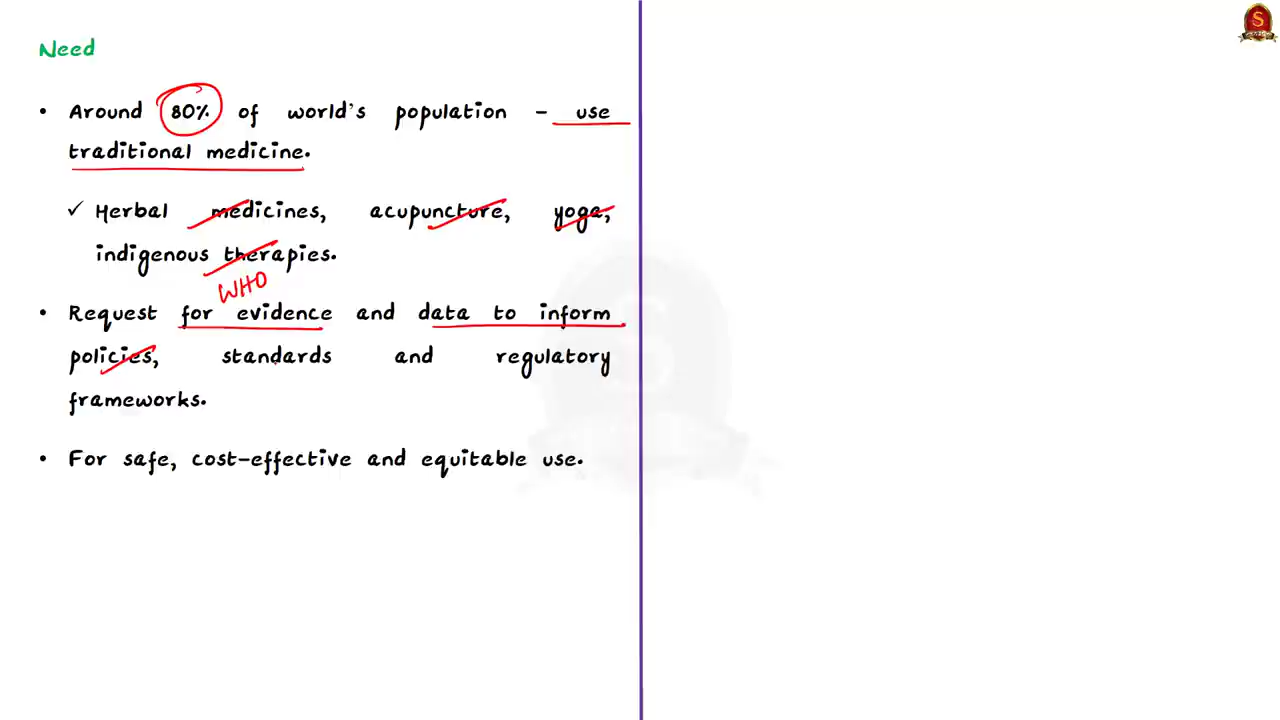 Need
• Around 80% of world's population - use
traditional medicine.
✓ Herbal medicines, acupuncture, yoga,
indigenous therapies.
WHO
• Request for evidence and data to inform
policies, standards and regulatory
frameworks.
• For safe, cost-effective and equitable use.
S